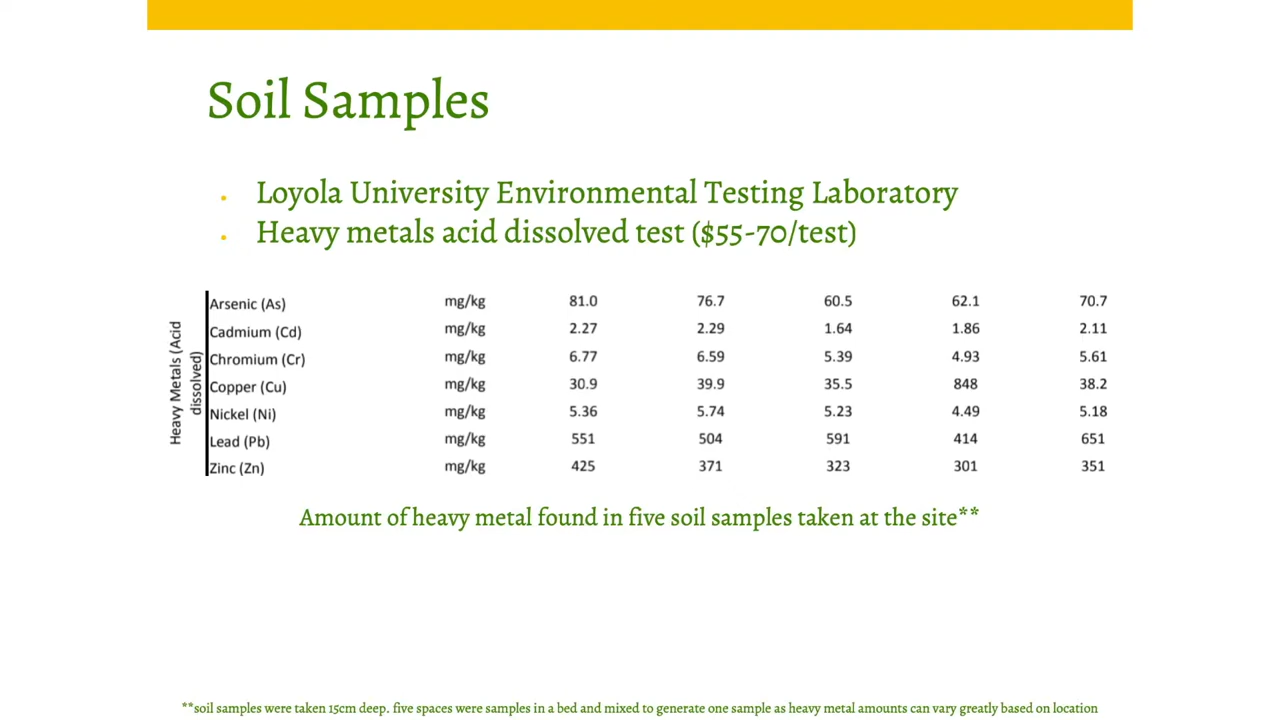 Soil Samples
• Loyola University Environmental Testing Laboratory
• Heavy metals acid dissolved test ($55-70/test)
Heavy Metals (Acid
dissolved)
Arsenic (As) mg/kg 81.0 76.7 60.5 62.1 70.7
Cadmium (Cd) mg/kg 2.27 2.29 1.64 1.86 2.11
Chromium (Cr) mg/kg 6.77 6.59 5.39 4.93 5.61
Copper (Cu) mg/kg 30.9 39.9 35.5 848 38.2
Nickel (Ni) mg/kg 5.36 5.74 5.23 4.49 5.18
Lead (Pb) mg/kg 551 504 591 414 651
Zinc (Zn) mg/kg 425 371 323 301 351
Amount of heavy metal found in five soil samples taken at the site**
**soil samples were taken 15cm deep. five spaces were samples in a bed and mixed to generate one sample as heavy metal amounts can vary greatly based on location